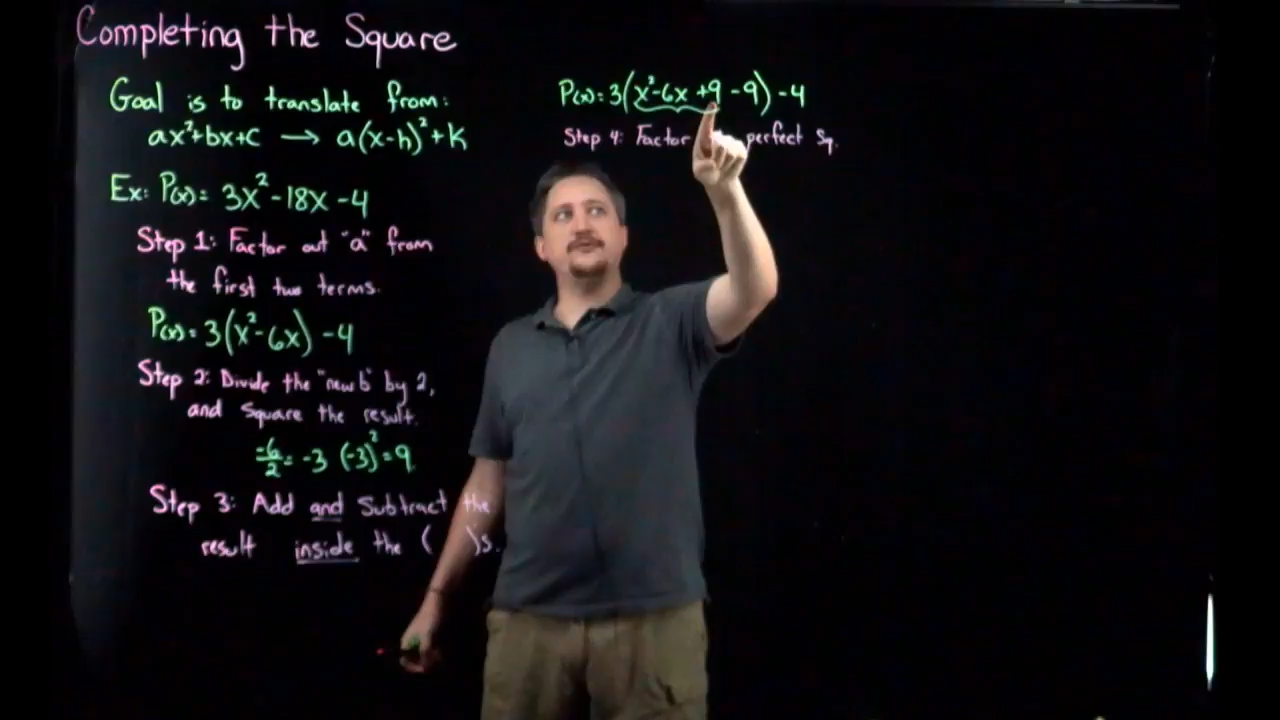 Completing the Square
Goal is to translate from:
ax²+bx+c → a(x-h)²+k
Ex: P(x)= 3x² -18x -4
Step 1: Factor out "a" from
the first two terms.
P(x)= 3(x²-6x) -4
Step 2: Divide the "new b" by 2,
and Square the result.
-6/2 = -3 (-3)²=9
Step 3: Add and Subtract the
result inside the ( )s.
P(x)= 3(x²-6x +9 -9) -4
Step 4: Factor perfect Sq.